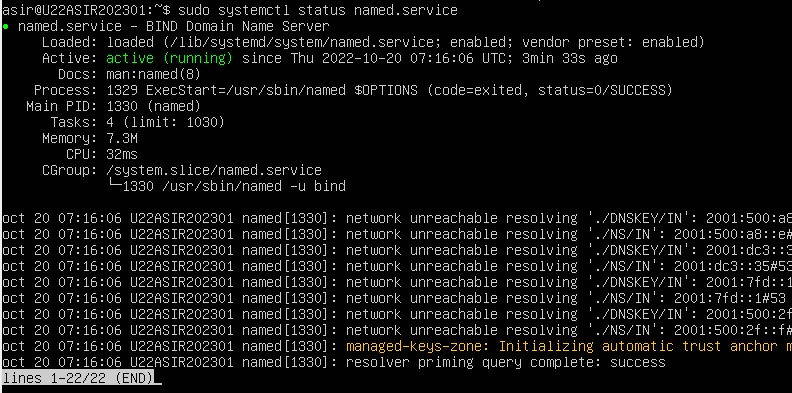 asir@U22ASIR202301:~$ sudo systemctl status named.service
● named.service - BIND Domain Name Server
Loaded: loaded (/lib/systemd/system/named.service; enabled; vendor preset: enabled)
Active: active (running) since Thu 2022-10-20 07:16:06 UTC; 3min 33s ago
Docs: man:named(8)
Process: 1329 ExecStart=/usr/sbin/named $OPTIONS (code=exited, status=0/SUCCESS)
Main PID: 1330 (named)
Tasks: 4 (limit: 1030)
Memory: 7.3M
CPU: 32ms
CGroup: /system.slice/named.service
└─1330 /usr/sbin/named -u bind
oct 20 07:16:06 U22ASIR202301 named[1330]: network unreachable resolving './DNSKEY/IN': 2001:500:a8
oct 20 07:16:06 U22ASIR202301 named[1330]: network unreachable resolving './NS/IN': 2001:500:a8::e#
oct 20 07:16:06 U22ASIR202301 named[1330]: network unreachable resolving './DNSKEY/IN': 2001:dc3::3
oct 20 07:16:06 U22ASIR202301 named[1330]: network unreachable resolving './NS/IN': 2001:dc3::35#53
oct 20 07:16:06 U22ASIR202301 named[1330]: network unreachable resolving './DNSKEY/IN': 2001:7fd::1
oct 20 07:16:06 U22ASIR202301 named[1330]: network unreachable resolving './NS/IN': 2001:7fd::1#53
oct 20 07:16:06 U22ASIR202301 named[1330]: network unreachable resolving './DNSKEY/IN': 2001:500:2f
oct 20 07:16:06 U22ASIR202301 named[1330]: network unreachable resolving './NS/IN': 2001:500:2f::f#
oct 20 07:16:06 U22ASIR202301 named[1330]: managed-keys-zone: Initializing automatic trust anchor m
oct 20 07:16:06 U22ASIR202301 named[1330]: resolver priming query complete: success
lines 1-22/22 (END)